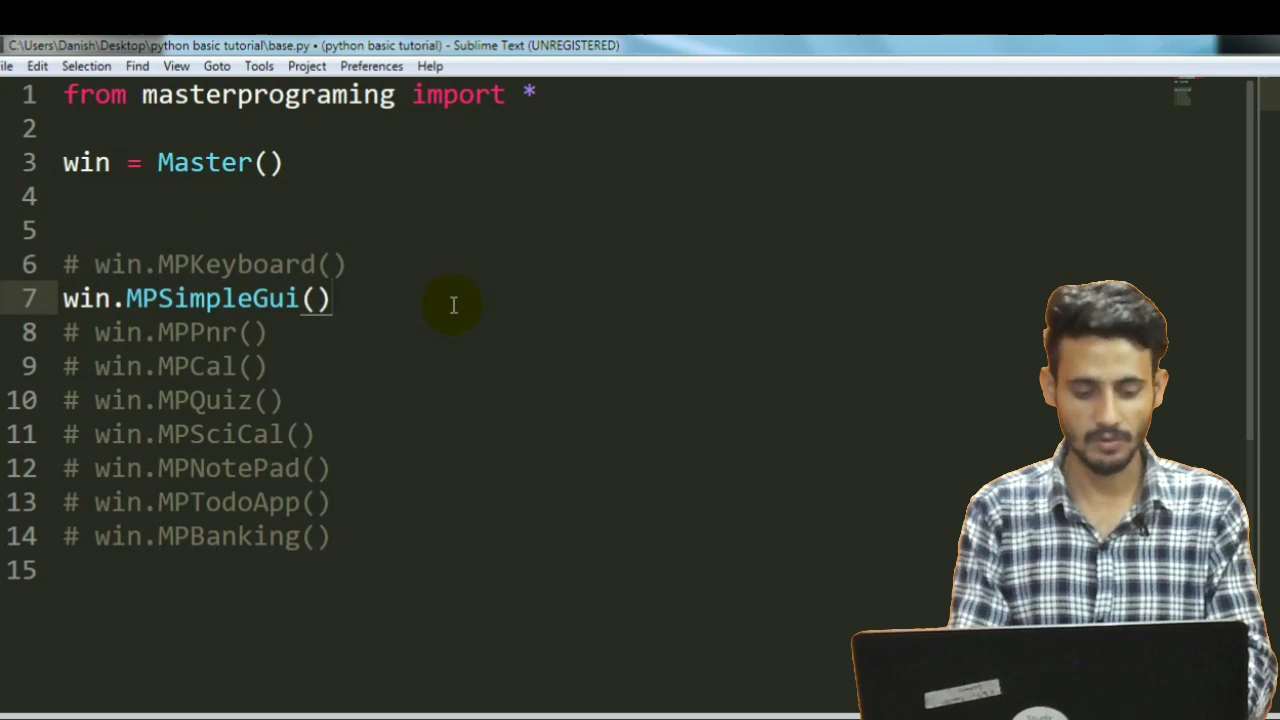 C:\Users\Danish\Desktop\python basic tutorial\base.py • (python basic tutorial) - Sublime Text (UNREGISTERED)
ile Edit Selection Find View Goto Tools Project Preferences Help
1 from masterprograming import *
2
3 win = Master()
4
5
6 # win.MPKeyboard()
7 win.MPSimpleGui()
8 # win.MPPnr()
9 # win.MPCal()
10 # win.MPQuiz()
11 # win.MPSciCal()
12 # win.MPNotePad()
13 # win.MPTodoApp()
14 # win.MPBanking()
15